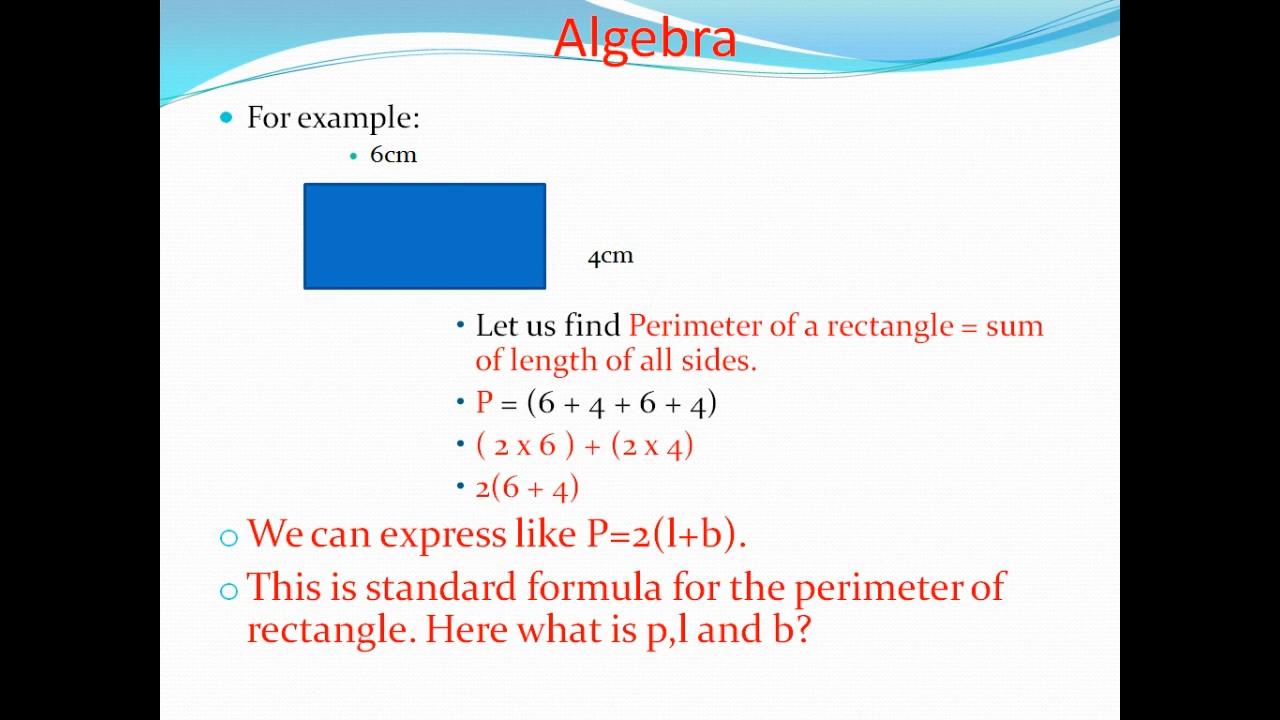 Algebra
For example:
6cm
4cm
Let us find Perimeter of a rectangle = sum
of length of all sides.
P = (6 + 4 + 6 + 4)
( 2 x 6 ) + (2 x 4)
2(6 + 4)
We can express like P=2(l+b).
This is standard formula for the perimeter of
rectangle. Here what is p,l and b?